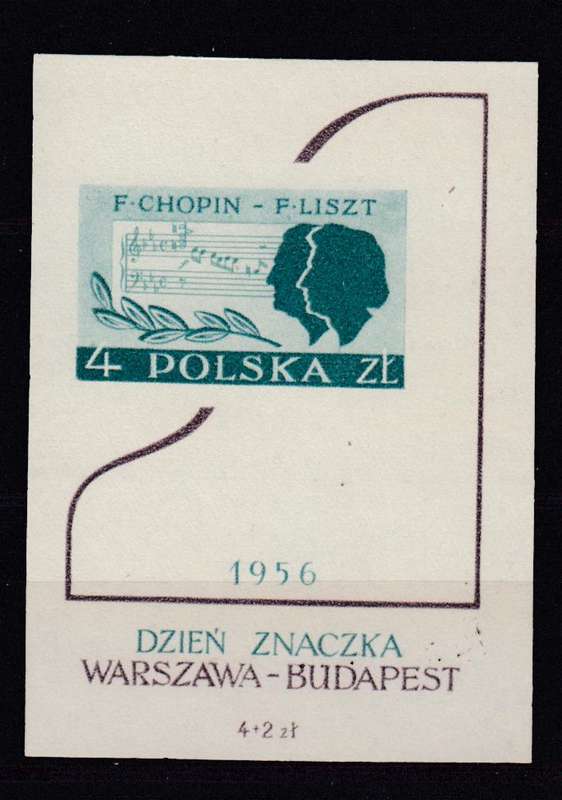 F·CHOPIN - F·LISZT
4 POLSKA ZŁ
1956
DZIEŃ ZNACZKA
WARSZAWA-BUDAPEST
4+2 zł